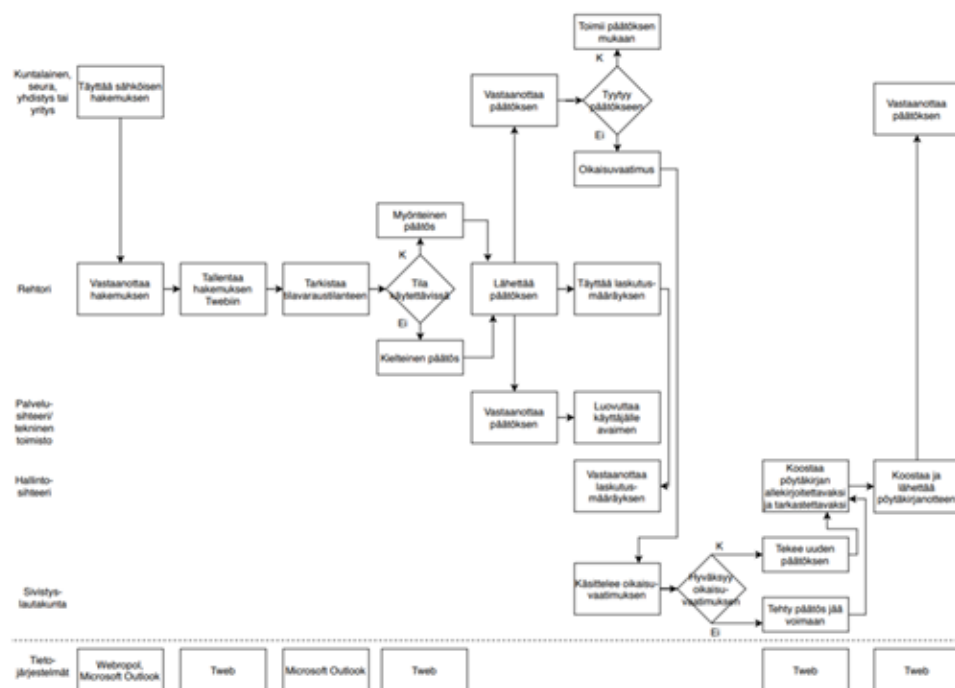 Kuntalainen,
seura,
yhdistys tai
yritys
Täyttää sähköisen
hakemuksen
Vastaanottaa
päätöksen
Toimii päätöksen
mukaan
K
Tyytyy
päätökseen
Ei
Oikaisuvaatimus
Vastaanottaa
päätöksen
Rehtori
Vastaanottaa
hakemuksen
Tallentaa
hakemuksen
Twebiin
Tarkistaa
tilavaraustilanteen
Myönteinen
päätös
K
Tila
käytettävissä
Ei
Kielteinen päätös
Lähettää
päätöksen
Täyttää laskutus-
määräyksen
Palvelu-
sihteeri/
tekninen
toimisto
Vastaanottaa
päätöksen
Luovuttaa
käyttäjälle
avaimen
Hallinto-
sihteeri
Vastaanottaa
laskutus-
määräyksen
Koostaa
pöytäkirjan
allekirjoitettavaksi
ja tarkastettavaksi
Koostaa ja
lähettää
pöytäkirjanotteen
Sivistys-
lautakunta
Käsittelee oikaisu-
vaatimuksen
Hyväksyy
oikaisu-
vaatimuksen
K
Tekee uuden
päätöksen
Ei
Tehty päätös jää
voimaan
Tieto-
järjestelmät
Webropol,
Microsoft Outlook
Tweb
Microsoft Outlook
Tweb
Tweb
Tweb